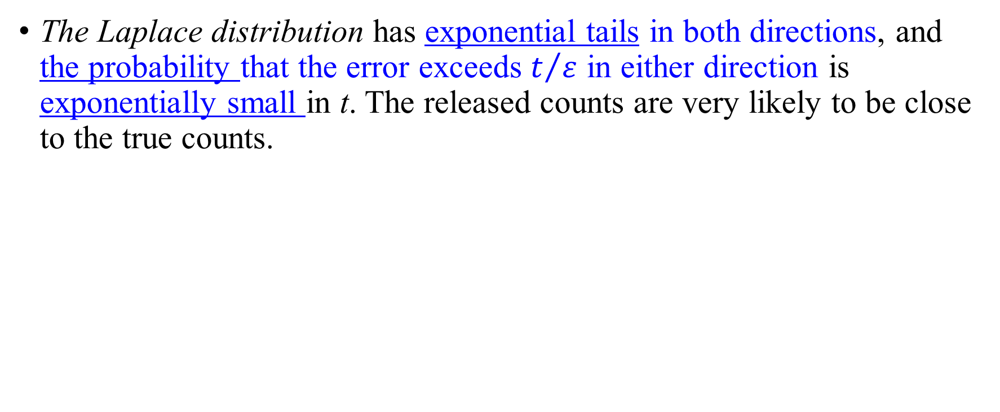 • The Laplace distribution has exponential tails in both directions, and
the probability that the error exceeds t/ε in either direction is
exponentially small in t. The released counts are very likely to be close
to the true counts.